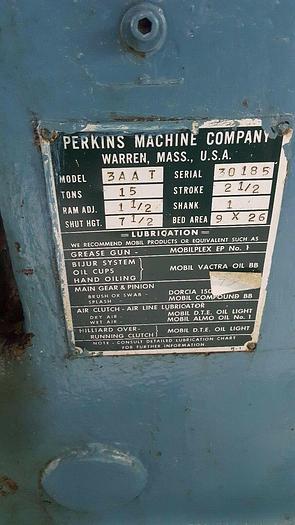 PERKINS MACHINE COMPANY
WARREN, MASS., U.S.A.
MODEL 3AAT SERIAL 30185
TONS 15 STROKE 2 1/2
RAM ADJ. 1 1/2 SHANK 1
SHUT HGT. 7 1/2 BED AREA 9 X 26
LUBRICATION
WE RECOMMEND MOBIL PRODUCTS OR EQUIVALENT SUCH AS
GREASE GUN - MOBILPLEX EP No. 1
BIJUR SYSTEM
OIL CUPS MOBIL VACTRA OIL BB
HAND OILING
MAIN GEAR & PINION
BRUSH OR SWAB - DORCIA 150
SPLASH - MOBIL COMPOUND BB
AIR CLUTCH - AIR LINE LUBRICATOR
DRY AIR - MOBIL D.T.E. OIL LIGHT
WET AIR - MOBIL ALMO OIL No. 1
HILLIARD OVER-
RUNNING CLUTCH MOBIL D.T.E. OIL LIGHT
NOTE - CONSULT DETAILED LUBRICATION CHART
FOR FURTHER INFORMATION.